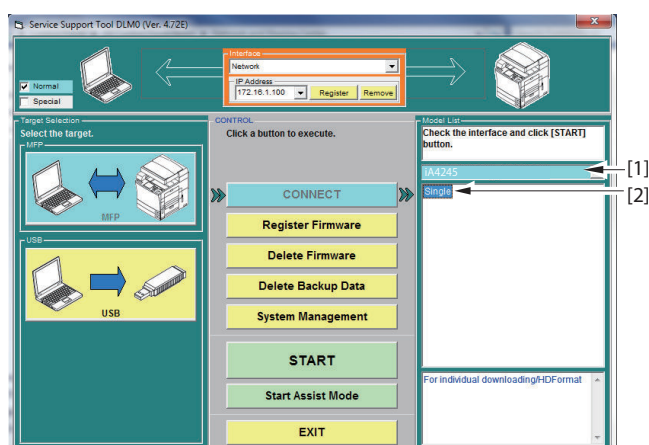 Service Support Tool DLM0 (Ver. 4.72E)
Interface
Network
IP Address
172.16.1.100
Register
Remove
Normal
Special
Target Selection
Select the target.
MFP
MFP
USB
USB
CONTROL
Click a button to execute.
CONNECT
Register Firmware
Delete Firmware
Delete Backup Data
System Management
START
Start Assist Mode
EXIT
Model List
Check the interface and click [START]
button.
iA4245
[1]
Single
[2]
For individual downloading/HDFormat